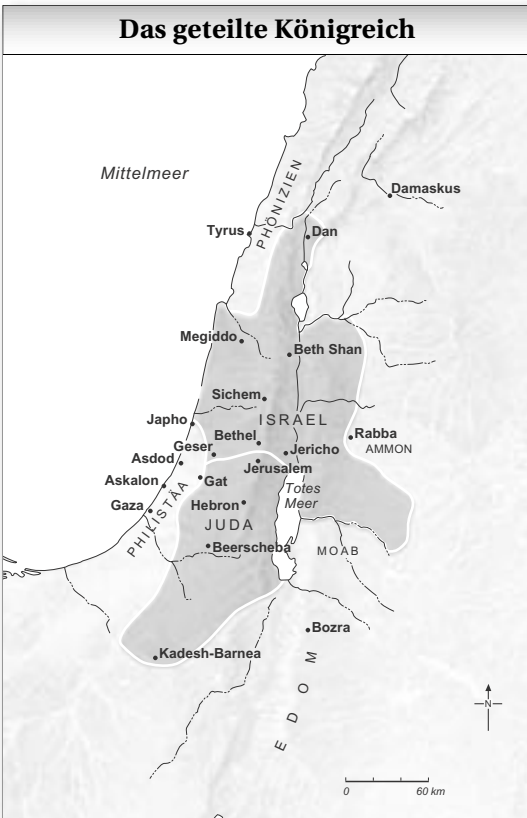 Das geteilte Königreich
Mittelmeer
PHÖNIZIEN
Damaskus
Tyrus
Dan
Megiddo
Beth Shan
Sichem
ISRAEL
Japho
Rabba
AMMON
Bethel
Geser
Jericho
Asdod
Jerusalem
Askalon
Gat
Totes
Meer
Gaza
PHILISTÄA
Hebron
JUDA
Beerscheba
MOAB
Bozra
Kadesh-Barnea
EDOM
N
0 60 km